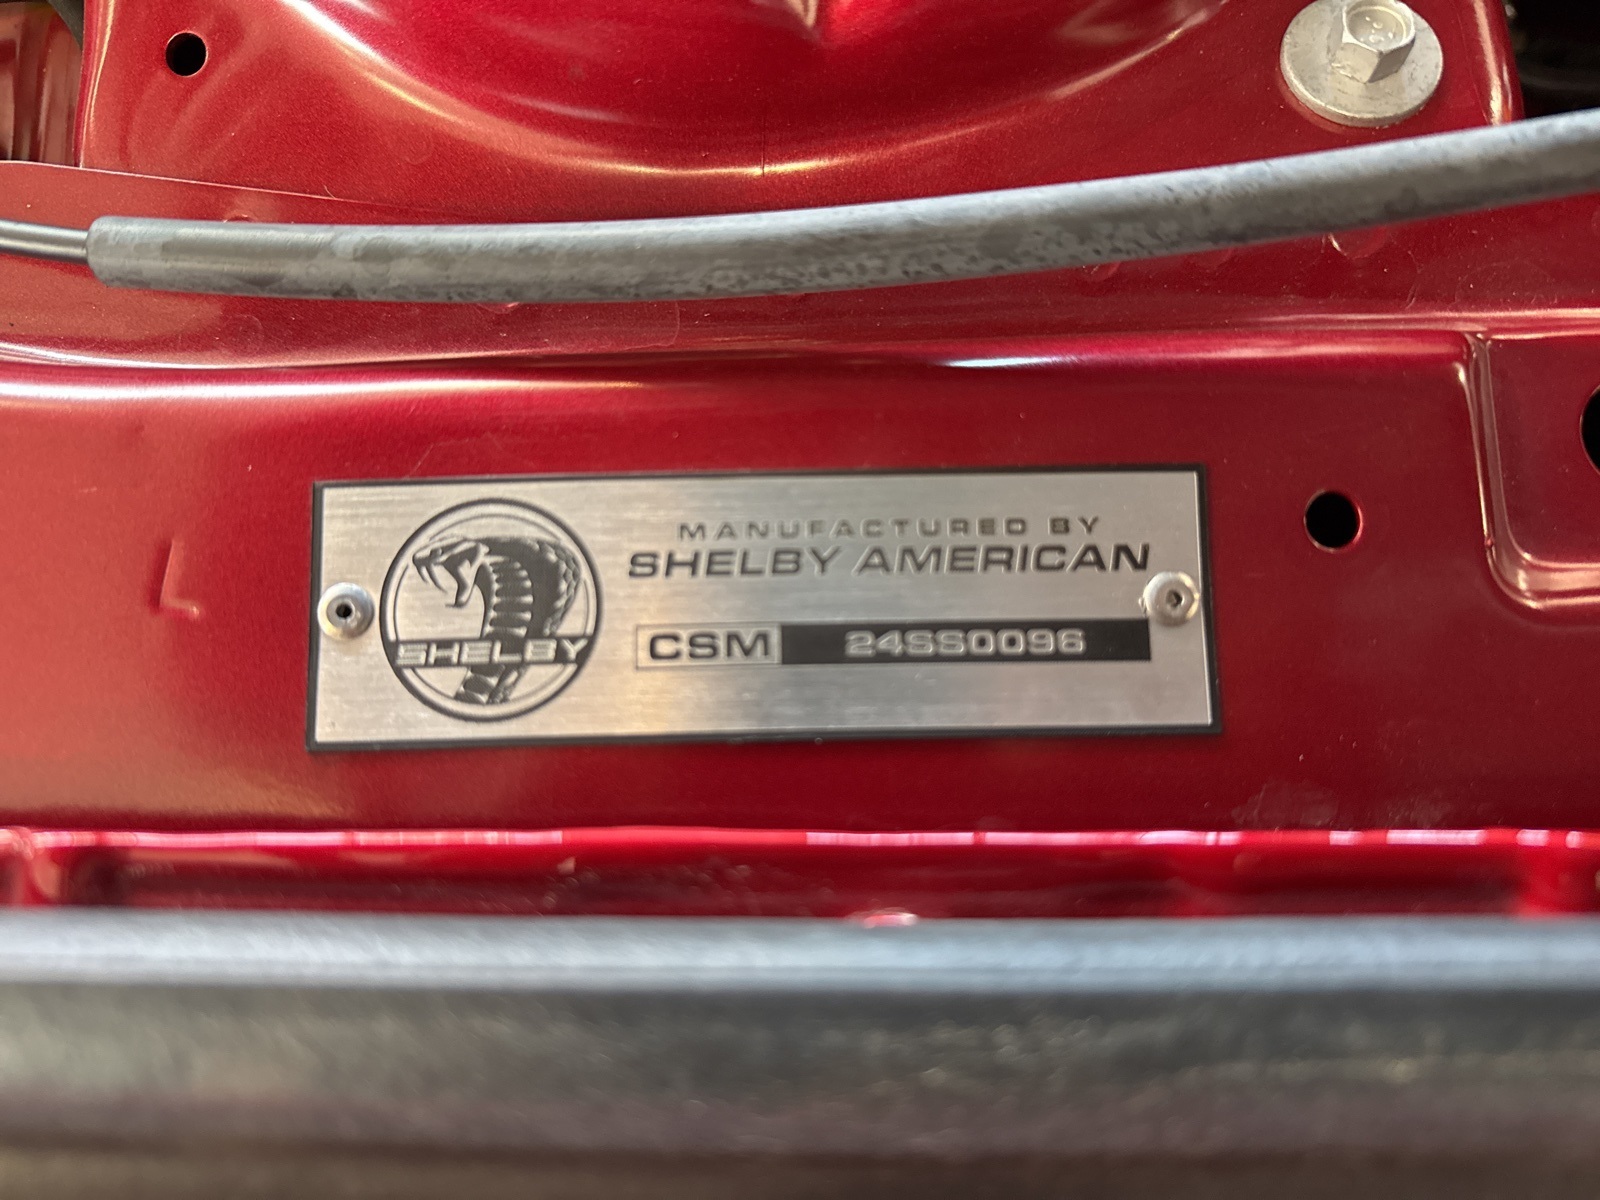 MANUFACTURED BY
SHELBY AMERICAN
SHELBY
CSM 24SS0096